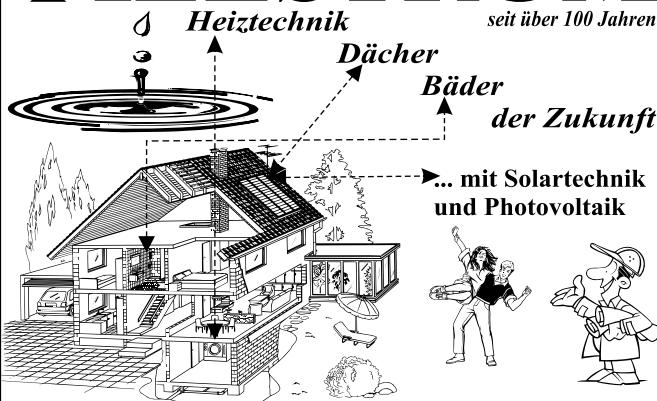 seit über 100 Jahren
Heiztechnik
Dächer
Bäder
der Zukunft
... mit Solartechnik
und Photovoltaik